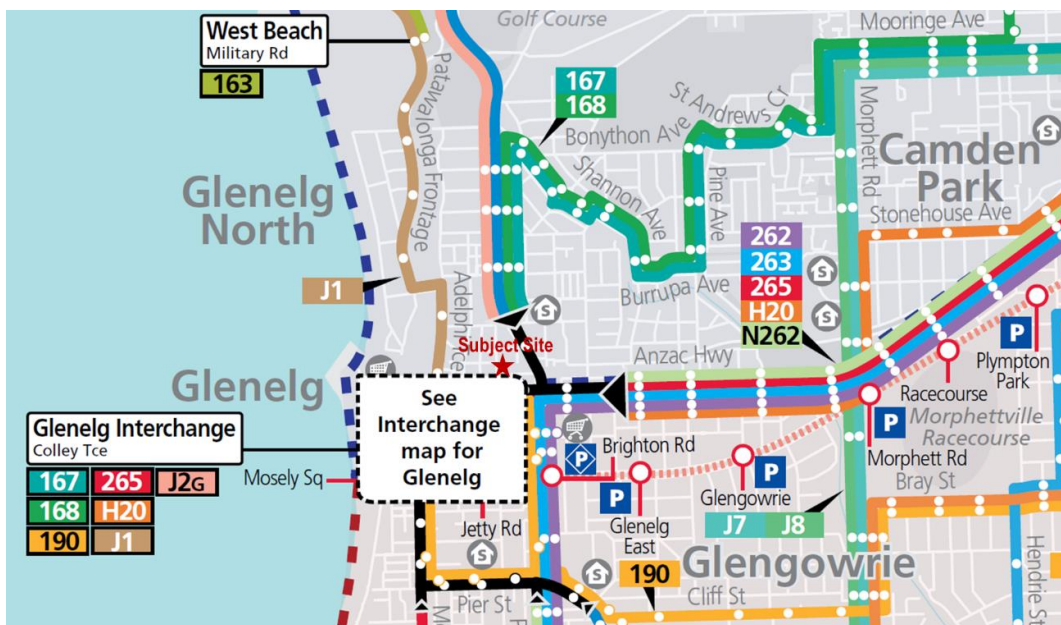 Golf Course
Mooringe Ave
West Beach
Military Rd
163
Patawalonga Frontage
167
168
St Andrews Cr
Bonython Ave
Morphett Rd
Camden
Park
S
Glenelg
North
Shannon Ave
Pine Ave
Stonehouse Ave
262
263
265
H20
N262
S
S
J1
Burrupa Ave
S
Subject Site
Anzac Hwy
P
Plympton
Park
Racecourse
Glenelg
See
Interchange
map for
Glenelg
P
Morphettville
Racecourse
Glenelg Interchange
Colley Tce
Brighton Rd
P
Morphett Rd
Bray St
167
265
J2G
Mosely Sq
P
Glengowrie
P
168
H20
Jetty Rd
Glenelg
East
J7
J8
190
J1
S
S
190
Glengowrie
Hendrie St
Pier St
Cliff St